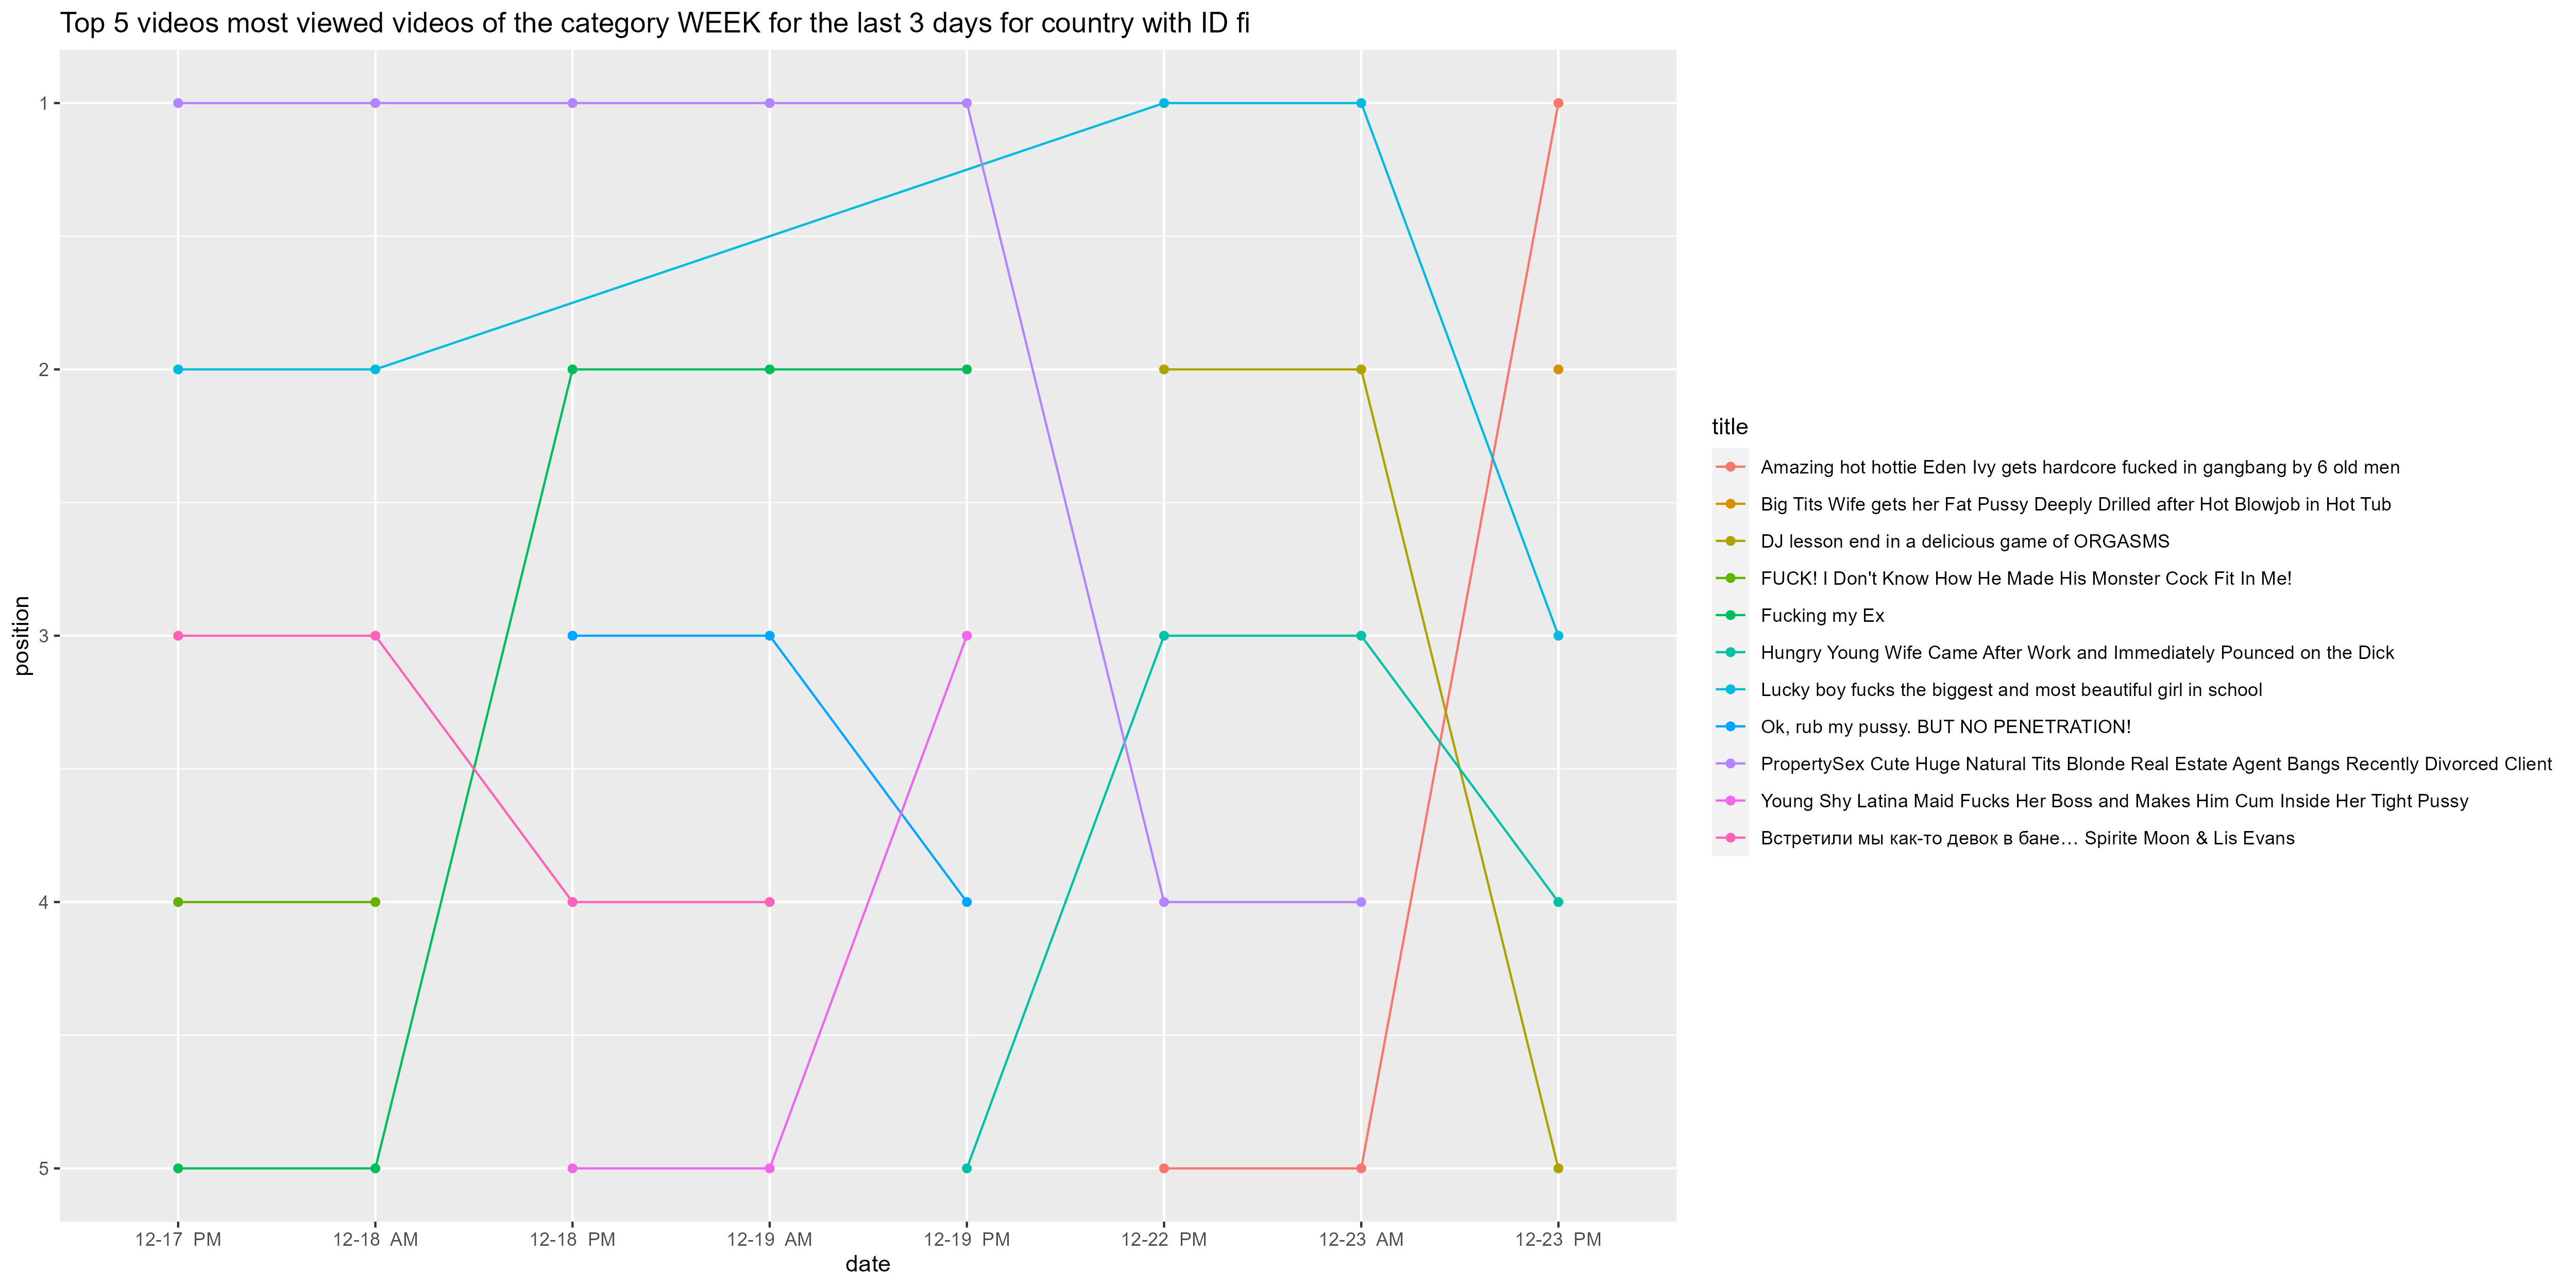 Top 5 videos most viewed videos of the category WEEK for the last 3 days for country with ID fi
1
2
3
4
5
position
12-17 PM
12-18 AM
12-18 PM
12-19 AM
12-19 PM
12-22 PM
12-23 AM
12-23 PM
date
title
Amazing hot hottie Eden Ivy gets hardcore fucked in gangbang by 6 old men
Big Tits Wife gets her Fat Pussy Deeply Drilled after Hot Blowjob in Hot Tub
DJ lesson end in a delicious game of ORGASMS
FUCK! I Don't Know How He Made His Monster Cock Fit In Me!
Fucking my Ex
Hungry Young Wife Came After Work and Immediately Pounced on the Dick
Lucky boy fucks the biggest and most beautiful girl in school
Ok, rub my pussy. BUT NO PENETRATION!
PropertySex Cute Huge Natural Tits Blonde Real Estate Agent Bangs Recently Divorced Client
Young Shy Latina Maid Fucks Her Boss and Makes Him Cum Inside Her Tight Pussy
Встретили мы как-то девок в бане… Spirite Moon & Lis Evans